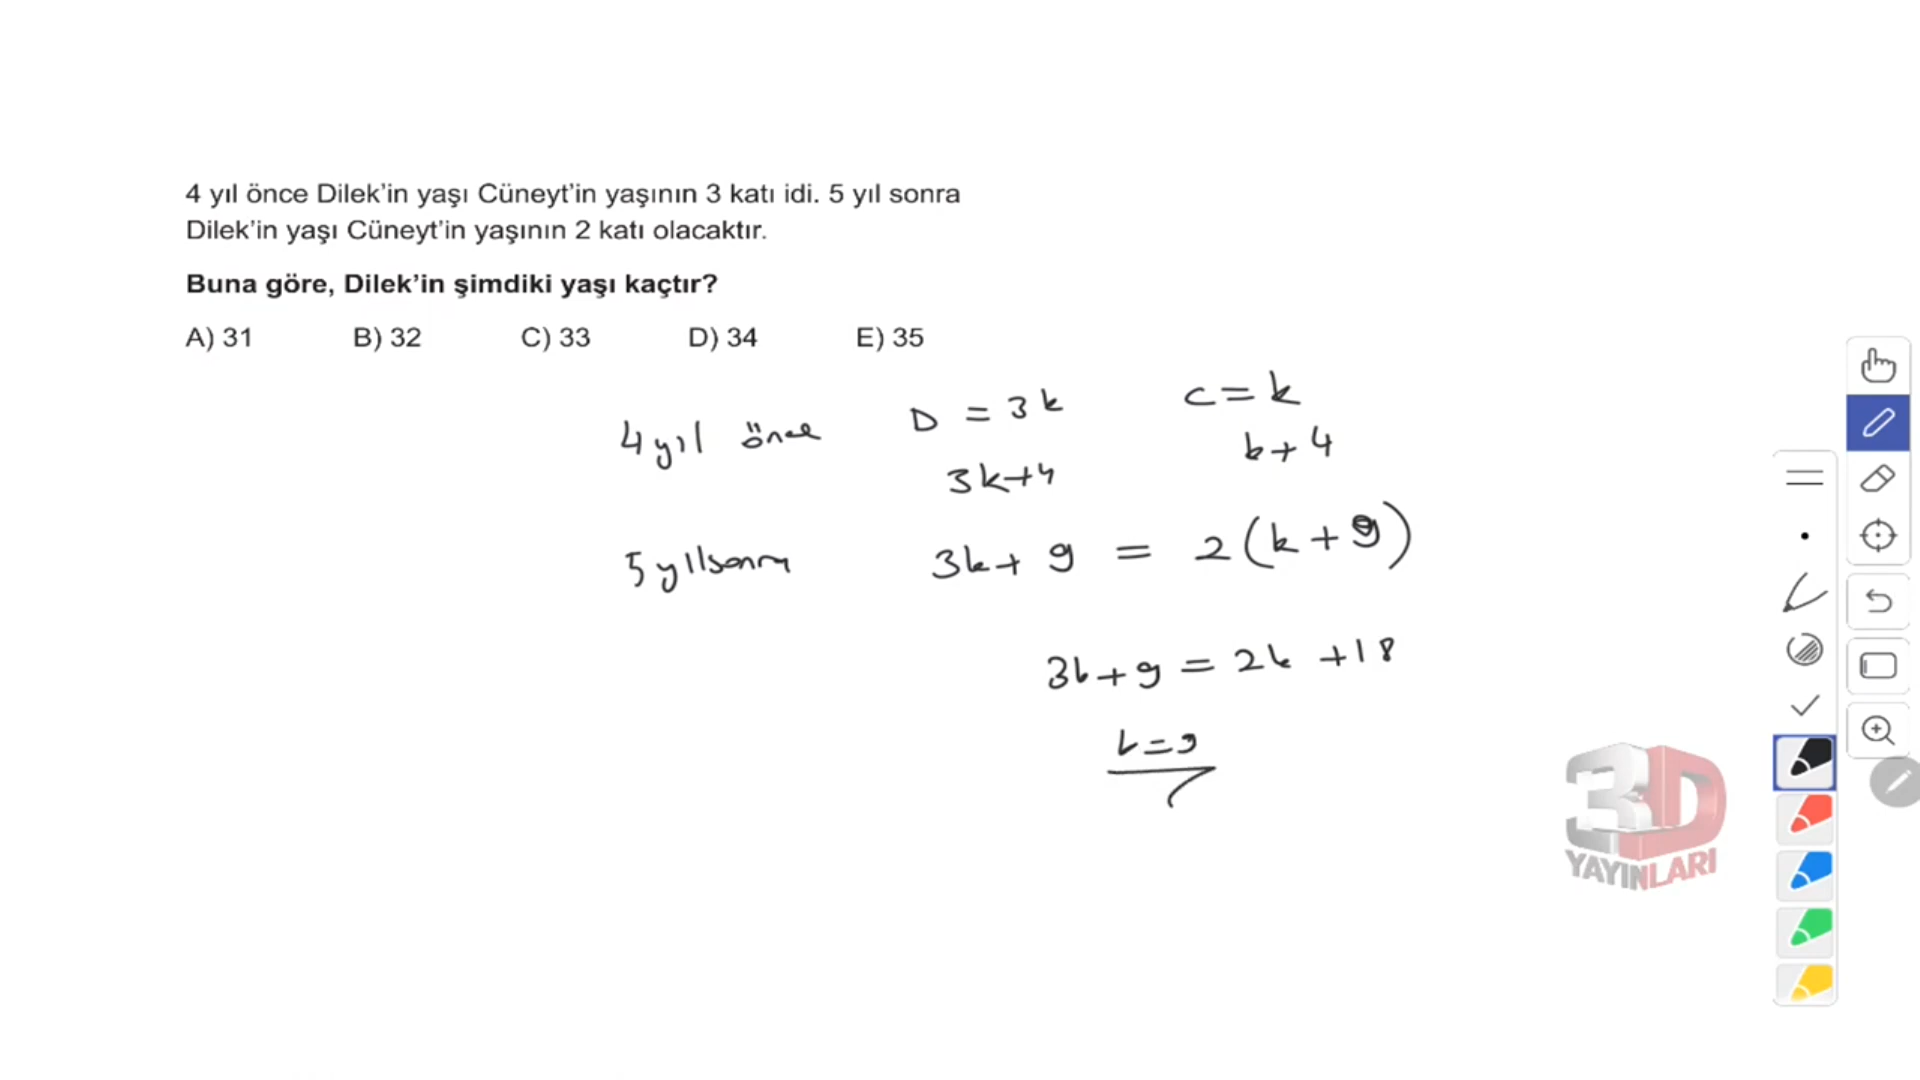 4 yıl önce Dilek'in yaşı Cüneyt'in yaşının 3 katı idi. 5 yıl sonra
Dilek'in yaşı Cüneyt'in yaşının 2 katı olacaktır.
Buna göre, Dilek'in şimdiki yaşı kaçtır?
A) 31 B) 32 C) 33 D) 34 E) 35
4 yıl önce D = 3k C = k
3k+4 k+4
5 yıl sonra 3k+9 = 2(k+9)
3k+9 = 2k +18
k=9
3D
YAYINLARI